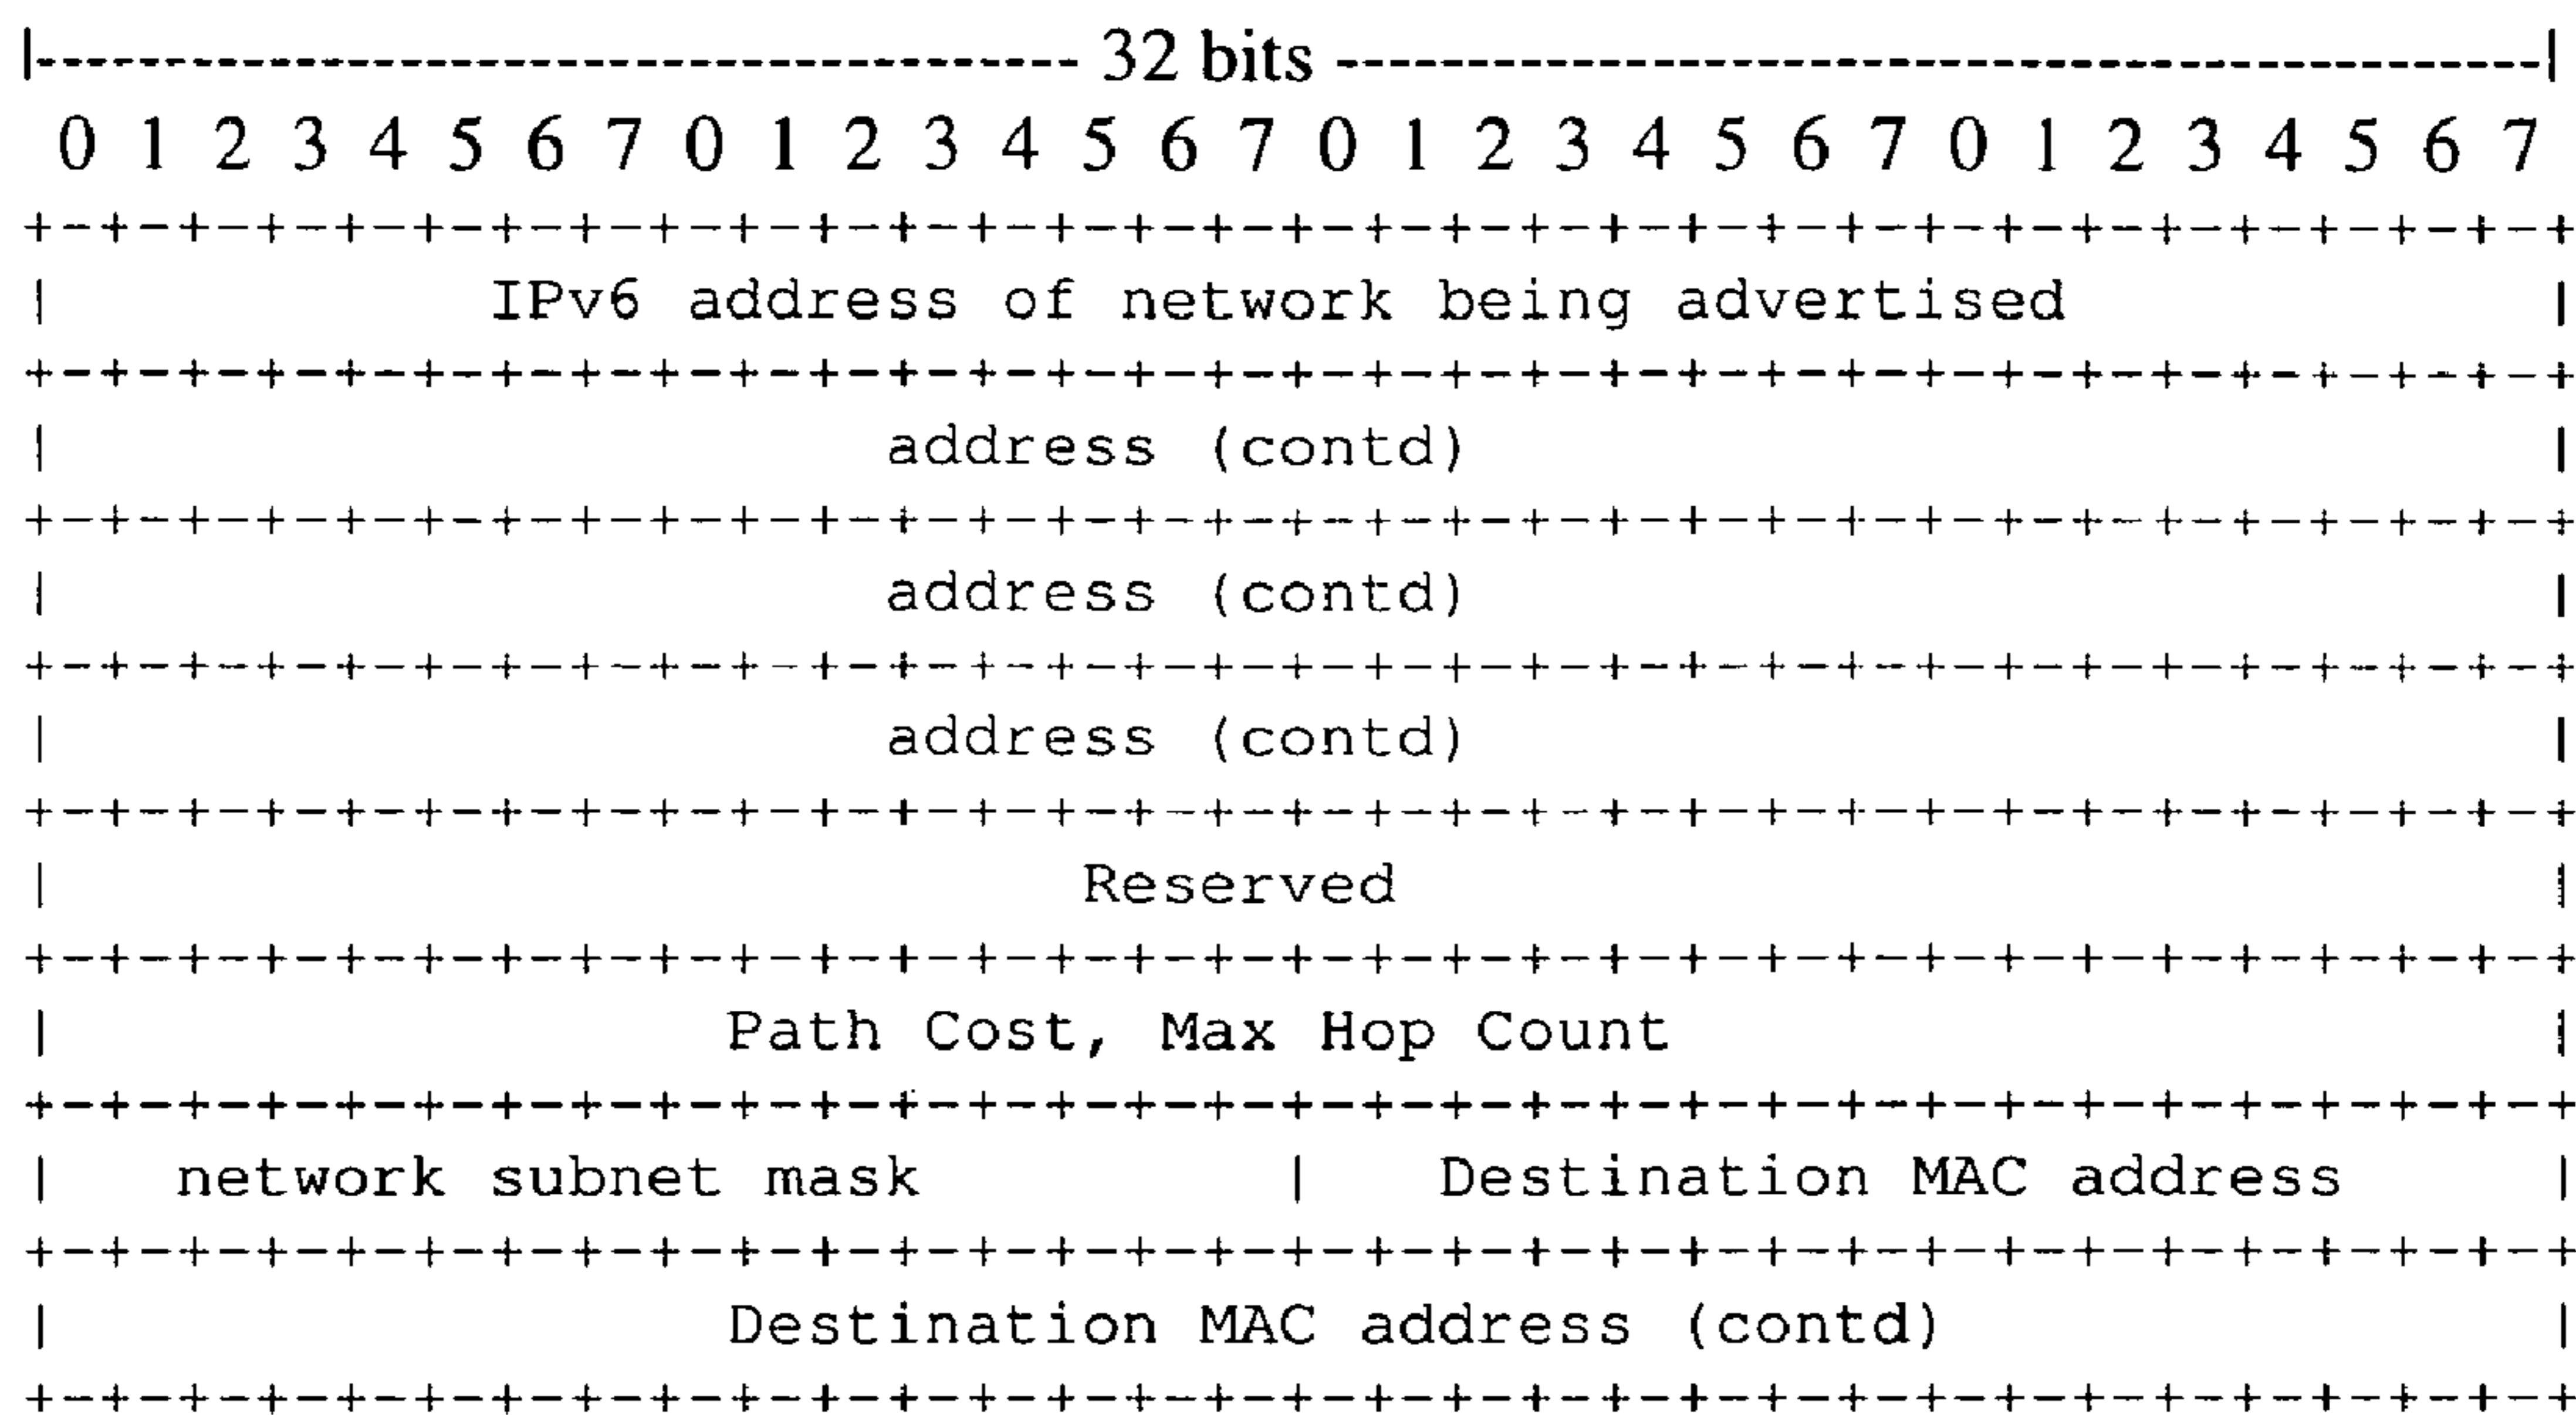 |---------------------------------------- 32 bits ----------------------------------------------|
0 1 2 3 4 5 6 7 0 1 2 3 4 5 6 7 0 1 2 3 4 5 6 7 0 1 2 3 4 5 6 7
+-+-+-+-+-+-+-+-+-+-+-+-+-+-+-+-+-+-+-+-+-+-+-+-+-+-+-+-+-+-+-+-+
| IPv6 address of network being advertised |
+-+-+-+-+-+-+-+-+-+-+-+-+-+-+-+-+-+-+-+-+-+-+-+-+-+-+-+-+-+-+-+-+
| address (contd) |
+-+-+-+-+-+-+-+-+-+-+-+-+-+-+-+-+-+-+-+-+-+-+-+-+-+-+-+-+-+-+-+-+
| address (contd) |
+-+-+-+-+-+-+-+-+-+-+-+-+-+-+-+-+-+-+-+-+-+-+-+-+-+-+-+-+-+-+-+-+
| address (contd) |
+-+-+-+-+-+-+-+-+-+-+-+-+-+-+-+-+-+-+-+-+-+-+-+-+-+-+-+-+-+-+-+-+
| Reserved |
+-+-+-+-+-+-+-+-+-+-+-+-+-+-+-+-+-+-+-+-+-+-+-+-+-+-+-+-+-+-+-+-+
| Path Cost, Max Hop Count |
+-+-+-+-+-+-+-+-+-+-+-+-+-+-+-+-+-+-+-+-+-+-+-+-+-+-+-+-+-+-+-+-+
| network subnet mask | Destination MAC address |
+-+-+-+-+-+-+-+-+-+-+-+-+-+-+-+-+-+-+-+-+-+-+-+-+-+-+-+-+-+-+-+-+
| Destination MAC address (contd) |
+-+-+-+-+-+-+-+-+-+-+-+-+-+-+-+-+-+-+-+-+-+-+-+-+-+-+-+-+-+-+-+-+